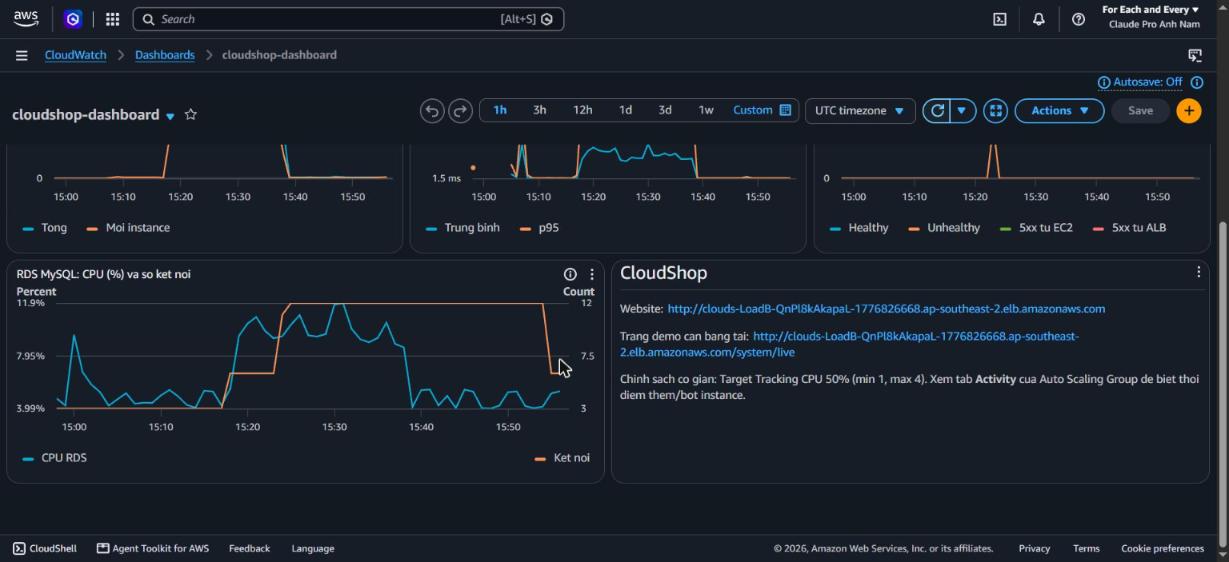 aws
Search [Alt+S]
For Each and Every
Claude Pro Anh Nam
CloudWatch
Dashboards
cloudshop-dashboard
Autosave: Off
cloudshop-dashboard
1h 3h 12h 1d 3d 1w Custom
UTC timezone
Actions
Save
0
15:00 15:10 15:20 15:30 15:40 15:50
Tong Moi instance
1.5 ms
15:00 15:10 15:20 15:30 15:40 15:50
Trung binh p95
0
15:00 15:10 15:20 15:30 15:40 15:50
Healthy Unhealthy 5xx tu EC2 5xx tu ALB
RDS MySQL: CPU (%) va so ket noi
Percent Count
11.9% 12
7.95% 7.5
3.99% 3
15:00 15:10 15:20 15:30 15:40 15:50
CPU RDS Ket noi
CloudShop
Website: http://clouds-LoadB-QnPl8kAkapaL-1776826668.ap-southeast-2.elb.amazonaws.com
Trang demo can bang tai: http://clouds-LoadB-QnPl8kAkapaL-1776826668.ap-southeast-
2.elb.amazonaws.com/system/live
Chinh sach co gian: Target Tracking CPU 50% (min 1, max 4). Xem tab Activity cua Auto Scaling Group de biet thoi
diem them/bot instance.
CloudShell
Agent Toolkit for AWS
Feedback
Language
© 2026, Amazon Web Services, Inc. or its affiliates.
Privacy
Terms
Cookie preferences